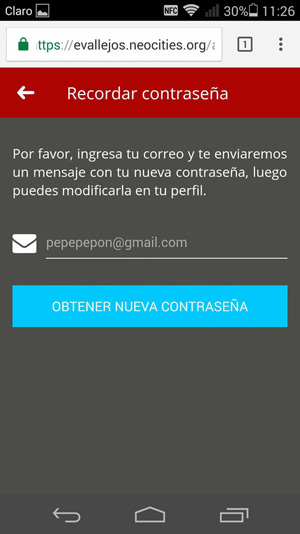 Claro NFC 30% 11:26
https://evallejos.neocities.org/a 1
Recordar contraseña
Por favor, ingresa tu correo y te enviaremos
un mensaje con tu nueva contraseña, luego
puedes modificarla en tu perfil.
pepepepon@gmail.com
OBTENER NUEVA CONTRASEÑA